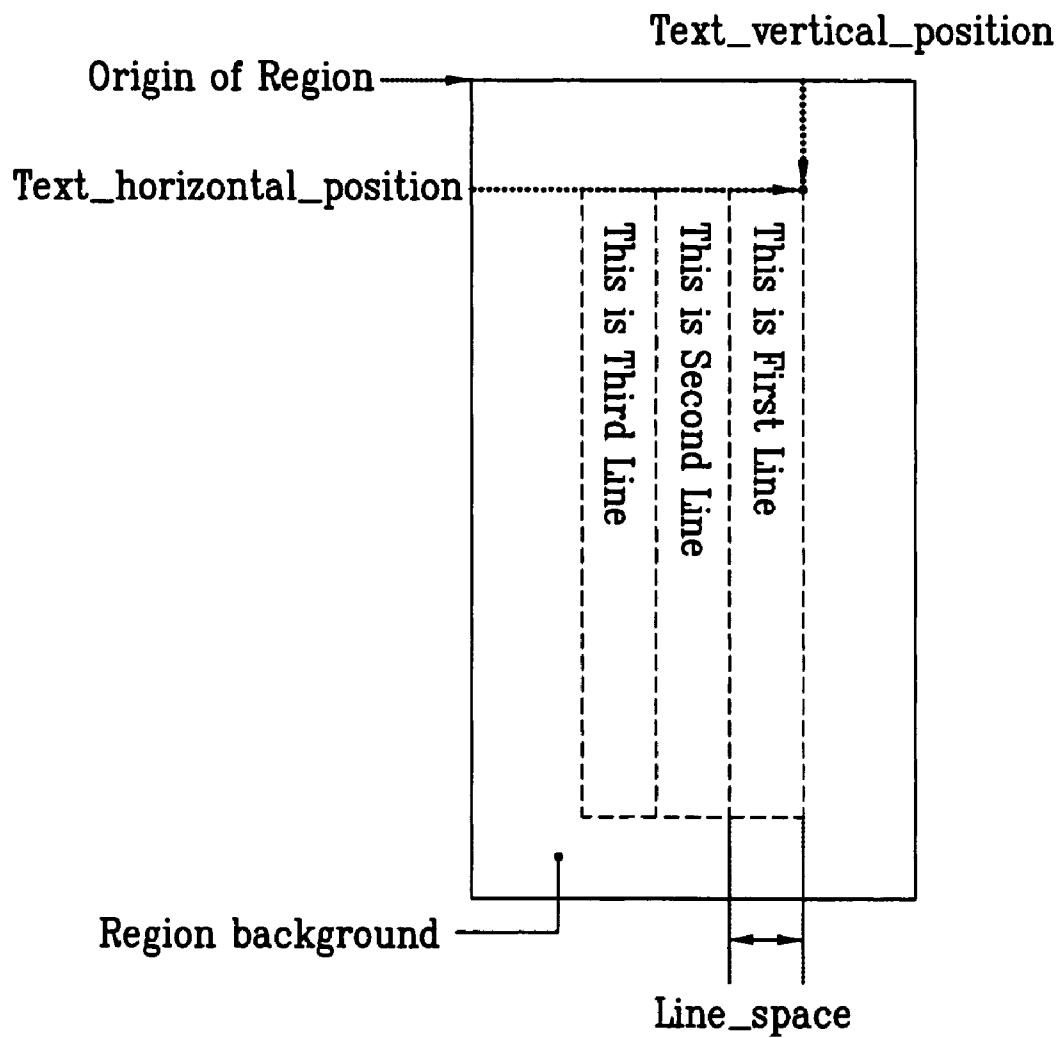 Text_vertical_position
Origin of Region
Text_horizontal_position
This is First Line
This is Second Line
This is Third Line
Region background
Line_space